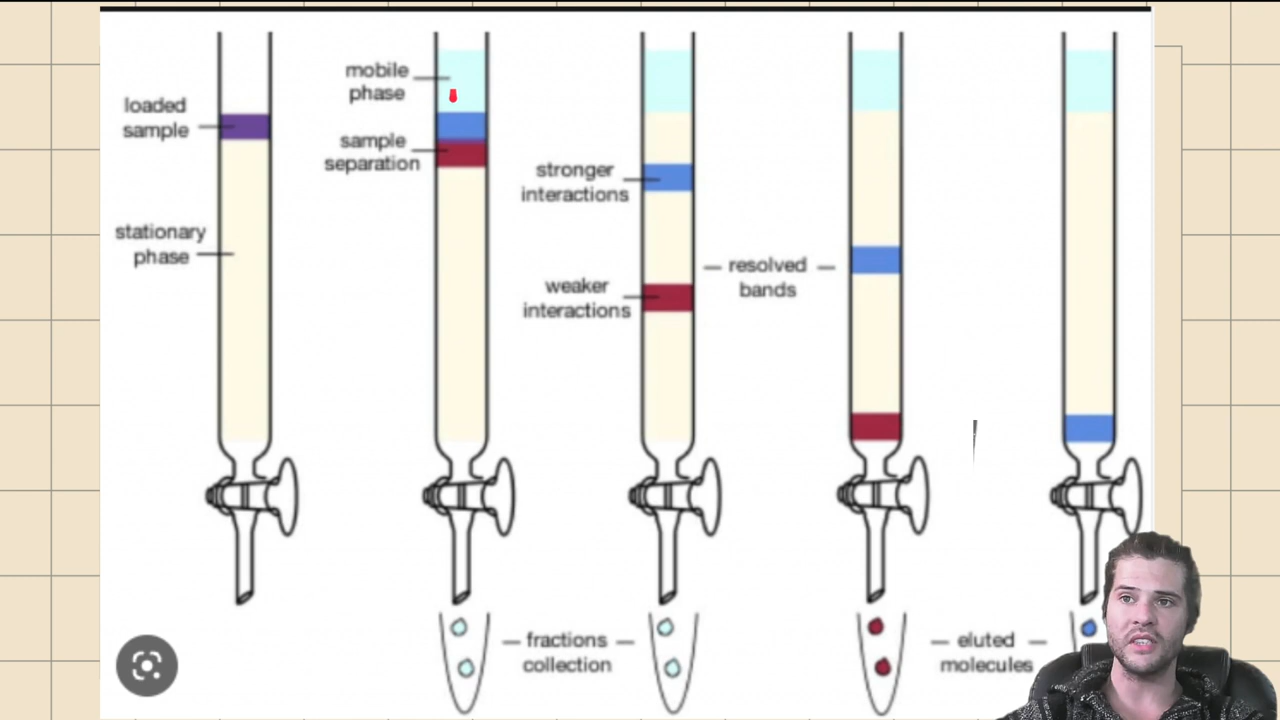 loaded
sample
stationary
phase
mobile
phase
sample
separation
stronger
interactions
weaker
interactions
resolved
bands
fractions
collection
eluted
molecules